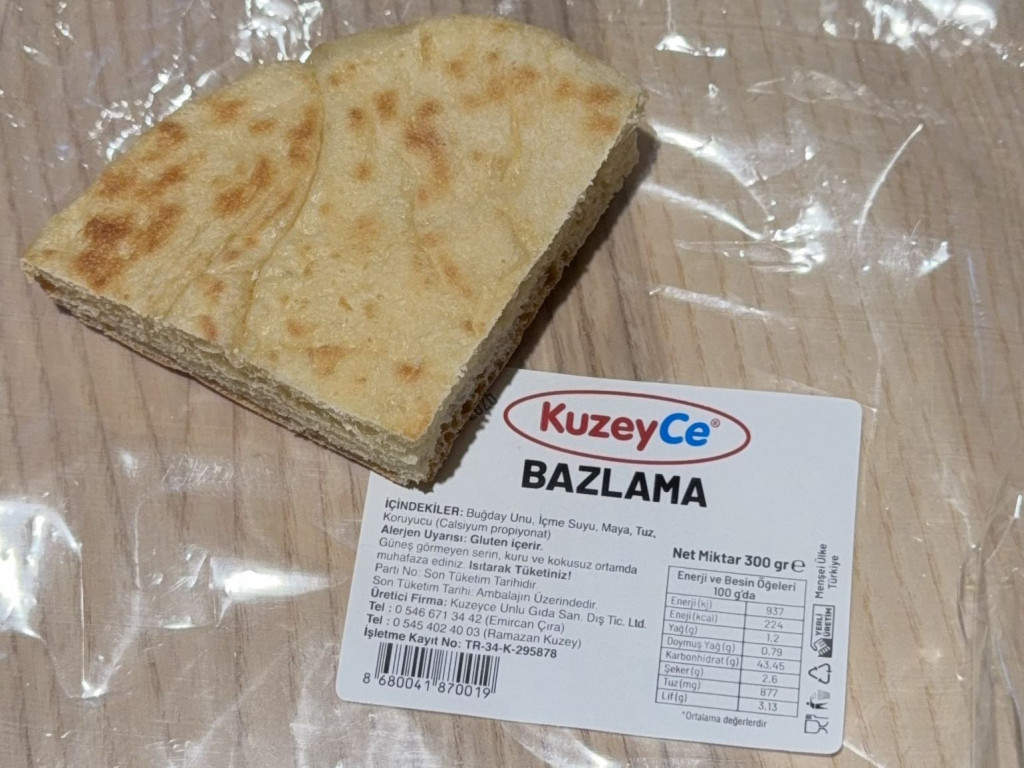 KuzeyCe®
BAZLAMA
İÇİNDEKİLER: Buğday Unu, İçme Suyu, Maya, Tuz,
Koruyucu (Calsiyum propiyonat)
Alerjen Uyarısı: Gluten içerir.
Güneş görmeyen serin, kuru ve kokusuz ortamda
muhafaza ediniz. Isıtarak Tüketiniz!
Parti No: Son Tüketim Tarihidir.
Son Tüketim Tarihi: Ambalajın Üzerindedir.
Üretici Firma: Kuzeyce Unlu Gıda San. Dış Tic. Ltd.
Tel : 0 546 671 34 42 (Emircan Çıra)
Tel : 0 545 402 40 03 (Ramazan Kuzey)
İşletme Kayıt No: TR-34-K-295878
8 680041 870019
Net Miktar 300 gr e
Enerji ve Besin Öğeleri
100 g'da
Enerji(kj) 937
Eneji(kcal) 224
Yağ(g) 1.2
Doymuş Yağ(g) 0.79
Karbonhidrat(g) 43,45
Şeker(g) 2,6
Tuz(mg) 877
Lif(g) 3,13
*Ortalama değerlerdir
Menşei Ülke
Türkiye
YERLİ
ÜRETİM